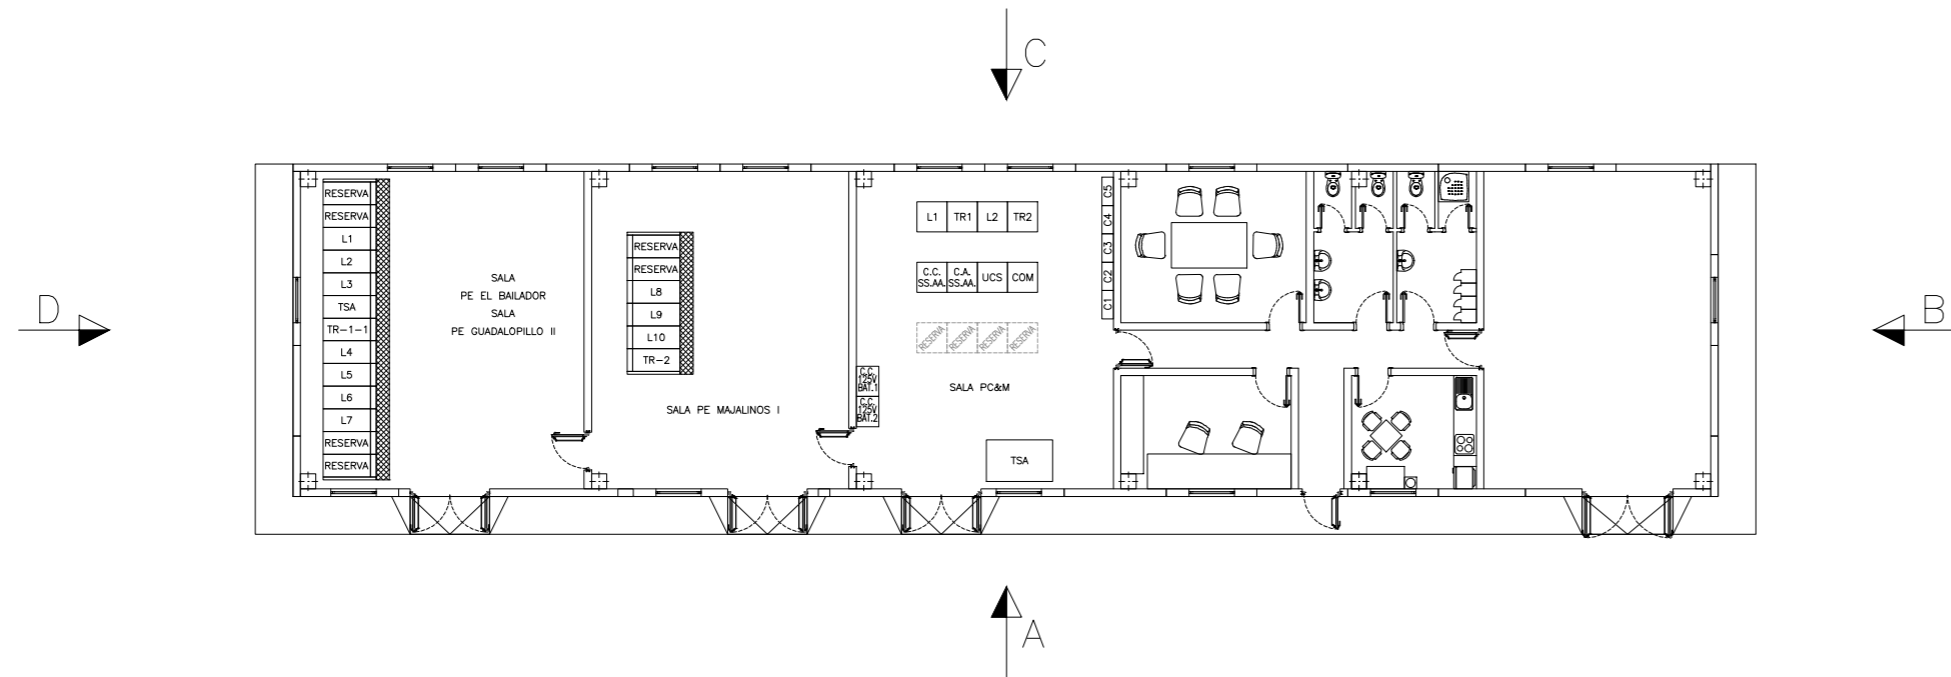 C
D
B
A
RESERVA
RESERVA
L1
L2
L3
TSA
TR-1-1
L4
L5
L6
L7
RESERVA
RESERVA
SALA
PE EL BAILADOR
SALA
PE GUADALOPILLO II
RESERVA
RESERVA
L8
L9
L10
TR-2
SALA PE MAJALINOS I
L1 TR1 L2 TR2
C.C. SS.AA.
C.A. SS.AA.
UCS COM
RESERVA RESERVA RESERVA RESERVA
C.C.
125V
BAT.1
C.C.
125V
BAT.2
SALA PC&M
TSA
C5
C4
C3
C2
C1